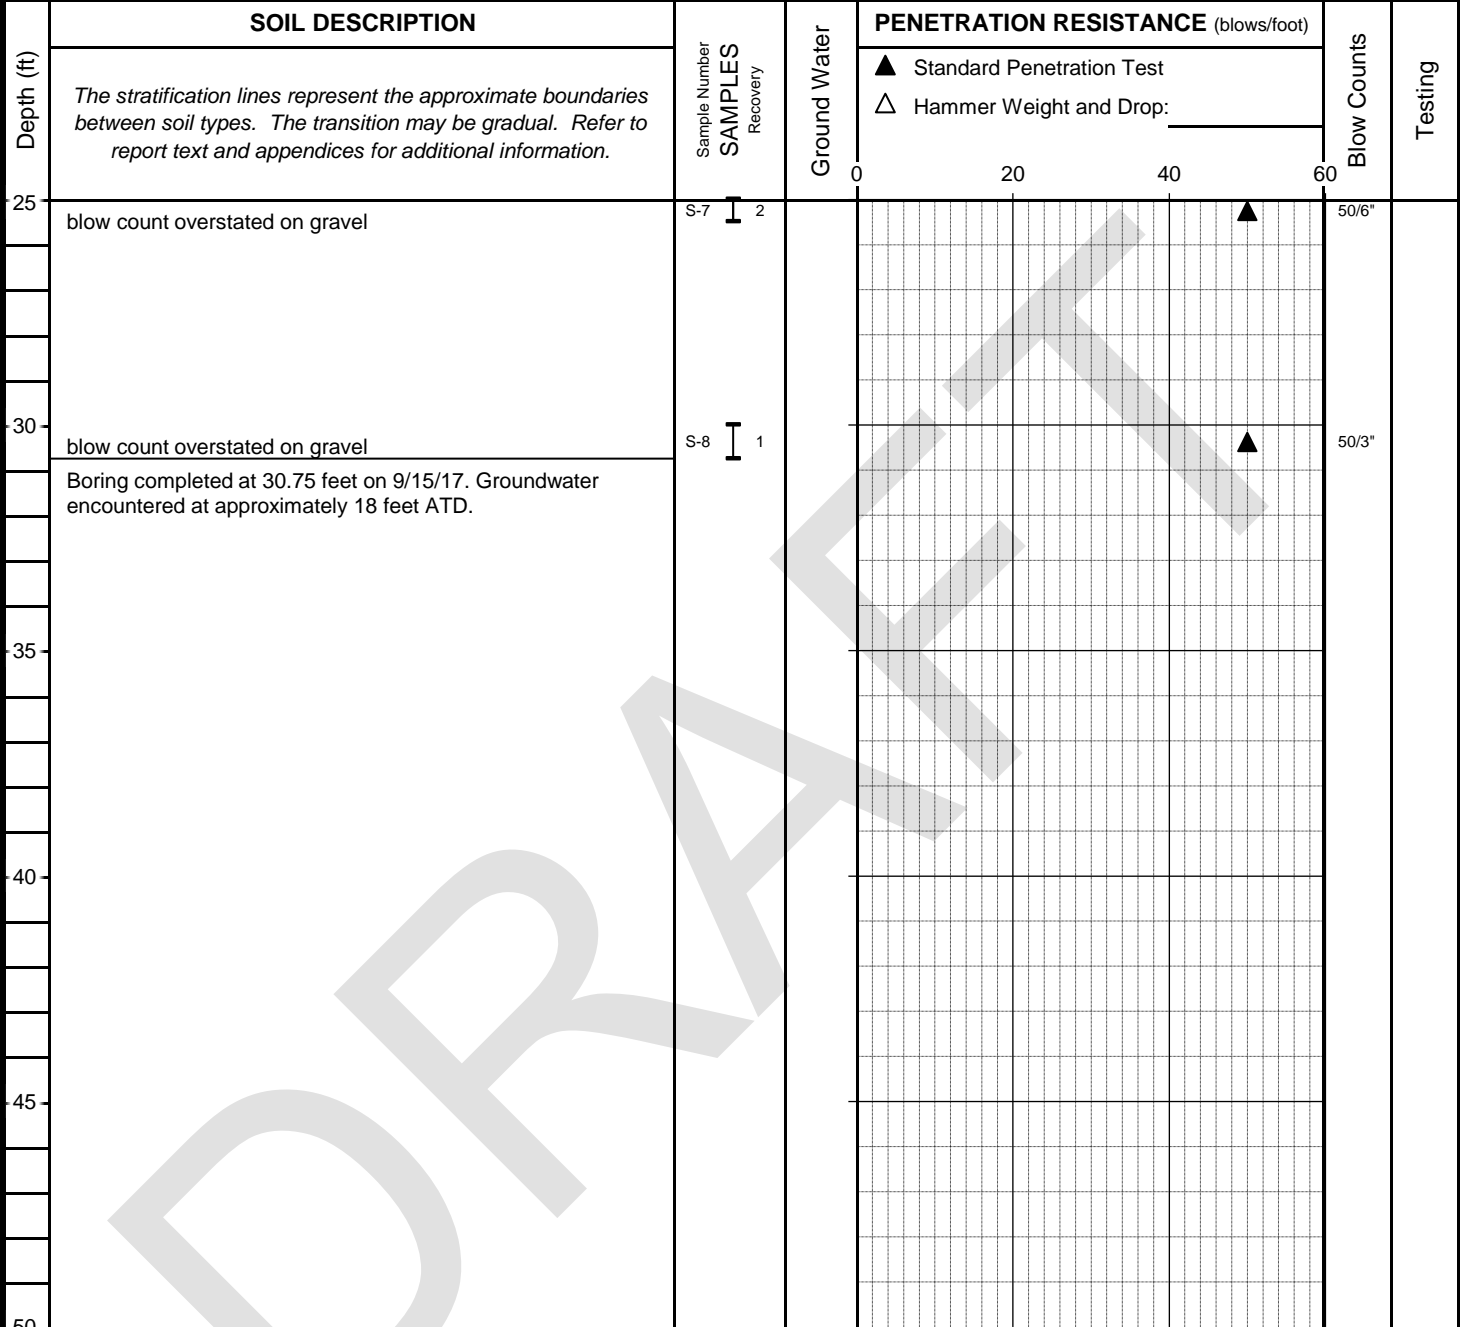 SOIL DESCRIPTION
PENETRATION RESISTANCE (blows/foot)
Depth (ft)
The stratification lines represent the approximate boundaries
between soil types.  The transition may be gradual.  Refer to
report text and appendices for additional information.
Sample Number
SAMPLES
Recovery
Ground Water
▲ Standard Penetration Test
△ Hammer Weight and Drop:
Blow Counts
Testing
0 20 40 60
25
blow count overstated on gravel
S-7 2
50/6"
30
blow count overstated on gravel
S-8 1
50/3"
Boring completed at 30.75 feet on 9/15/17. Groundwater
encountered at approximately 18 feet ATD.
35
40
45
50
DRAFT